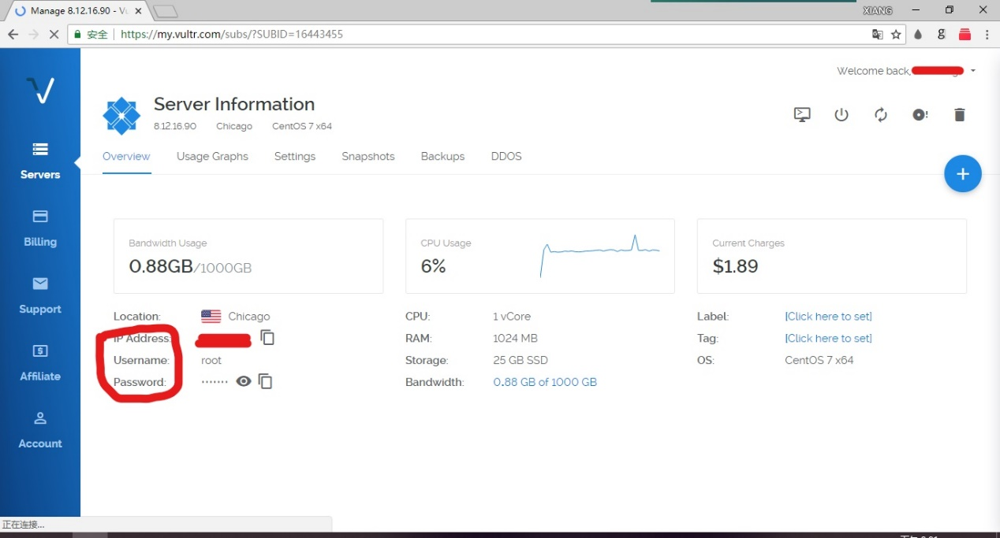 Manage 8.12.16.90 - Vu
XIANG
安全 https://my.vultr.com/subs/?SUBID=16443455
Welcome back,
Server Information
8.12.16.90 Chicago CentOS 7 x64
Overview Usage Graphs Settings Snapshots Backups DDOS
Servers
Billing
Support
Affiliate
Account
Bandwidth Usage
0.88GB/1000GB
CPU Usage
6%
Current Charges
$1.89
Location: Chicago
IP Address:
Username: root
Password: ·······
CPU: 1 vCore
RAM: 1024 MB
Storage: 25 GB SSD
Bandwidth: 0.88 GB of 1000 GB
Label: [Click here to set]
Tag: [Click here to set]
OS: CentOS 7 x64
正在连接...